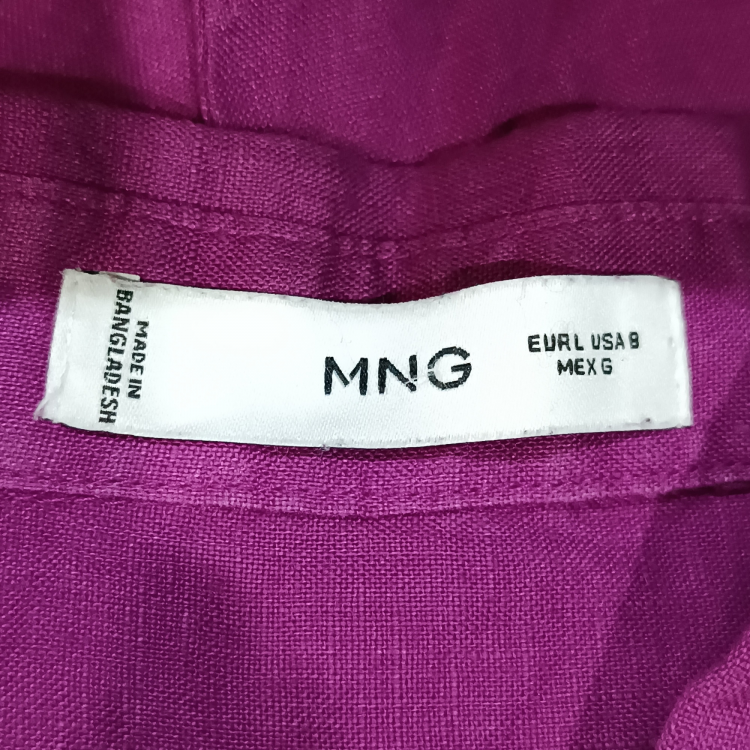 MADE IN
BANGLADESH
MNG
EUR L USA 8
MEX G